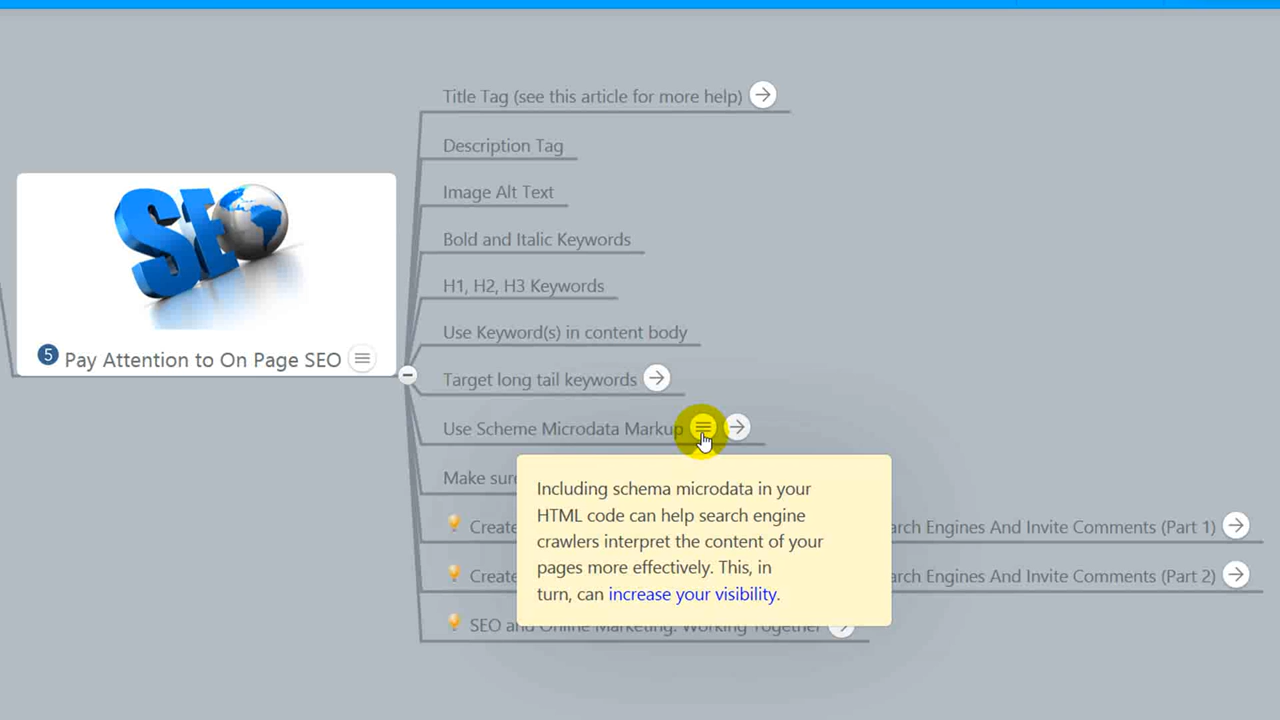 Title Tag (see this article for more help)
Description Tag
Image Alt Text
SEO
Bold and Italic Keywords
H1, H2, H3 Keywords
Use Keyword(s) in content body
5 Pay Attention to On Page SEO
Target long tail keywords
Use Scheme Microdata Markup
Make sure
Including schema microdata in your
HTML code can help search engine
crawlers interpret the content of your
pages more effectively. This, in
turn, can increase your visibility.
Create arch Engines And Invite Comments (Part 1)
Create arch Engines And Invite Comments (Part 2)
SEO and Online Marketing: Working Together